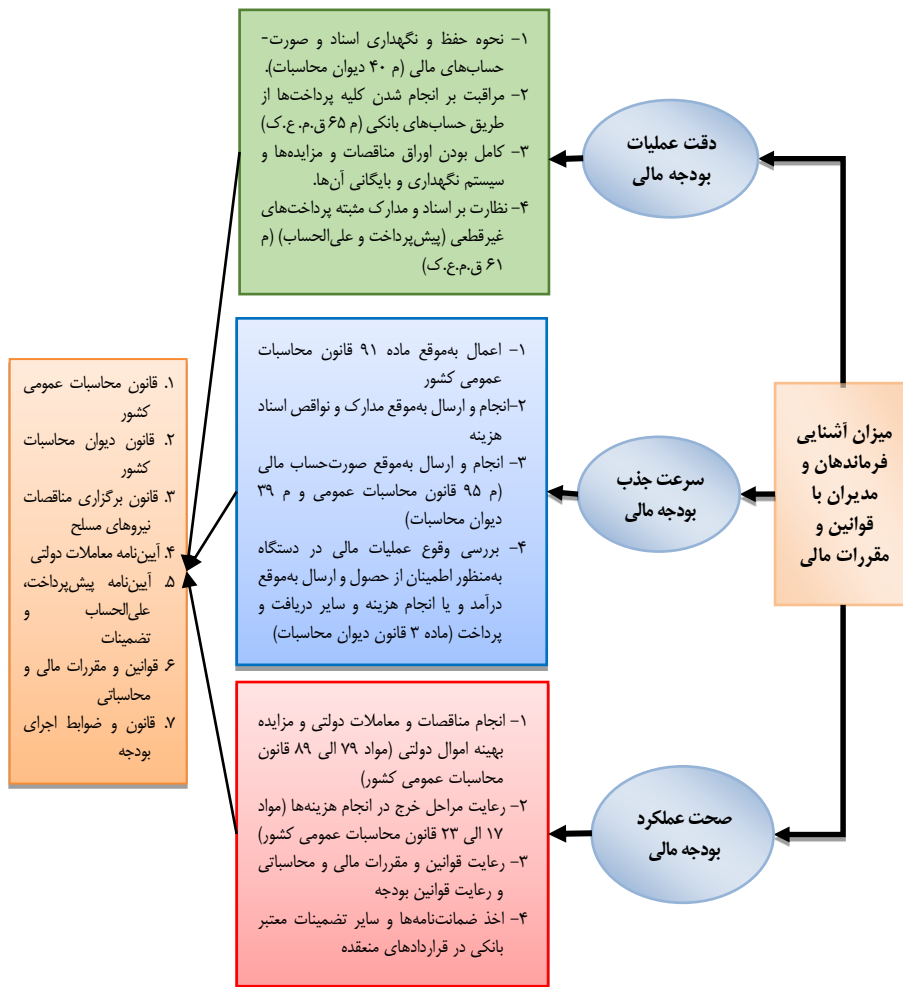 میزان آشنایی
فرماندهان و
مدیران با
قوانین و
مقررات مالی
دقت عملیات
بودجه مالی
سرعت جذب
بودجه مالی
صحت عملکرد
بودجه مالی
۱- نحوه حفظ و نگهداری اسناد و صورت-
حساب‌های مالی (م ۴۰ دیوان محاسبات).
۲- مراقبت بر انجام شدن کلیه پرداخت‌ها از
طریق حساب‌های بانکی (م ۶۵ ق.م. ع.ک)
۳- کامل بودن اوراق مناقصات و مزایده‌ها و
سیستم نگهداری و بایگانی آن‌ها.
۴- نظارت بر اسناد و مدارک مثبته پرداخت‌های
غیرقطعی (پیش‌پرداخت و علی‌الحساب) (م
۶۱ ق.م.ع.ک)
۱- اعمال به‌موقع ماده ۹۱ قانون محاسبات
عمومی کشور
۲-انجام و ارسال به‌موقع مدارک و نواقص اسناد
هزینه
۳- انجام و ارسال به‌موقع صورت‌حساب مالی
(م ۹۵ قانون محاسبات عمومی و م ۳۹
دیوان محاسبات)
۴- بررسی وقوع عملیات مالی در دستگاه
به‌منظور اطمینان از حصول و ارسال به‌موقع
درآمد و یا انجام هزینه و سایر دریافت و
پرداخت (ماده ۳ قانون دیوان محاسبات)
۱- انجام مناقصات و معاملات دولتی و مزایده
بهینه اموال دولتی (مواد ۷۹ الی ۸۹ قانون
محاسبات عمومی کشور)
۲- رعایت مراحل خرج در انجام هزینه‌ها (مواد
۱۷ الی ۲۳ قانون محاسبات عمومی کشور)
۳- رعایت قوانین و مقررات مالی و محاسباتی
و رعایت قوانین بودجه
۴- اخذ ضمانت‌نامه‌ها و سایر تضمینات معتبر
بانکی در قراردادهای منعقده
۱. قانون محاسبات عمومی
کشور
۲. قانون دیوان محاسبات
کشور
۳. قانون برگزاری مناقصات
نیروهای مسلح
۴. آیین‌نامه معاملات دولتی
۵. آیین‌نامه پیش‌پرداخت،
علی‌الحساب و
تضمینات
۶. قوانین و مقررات مالی و
محاسباتی
۷. قانون و ضوابط اجرای
بودجه